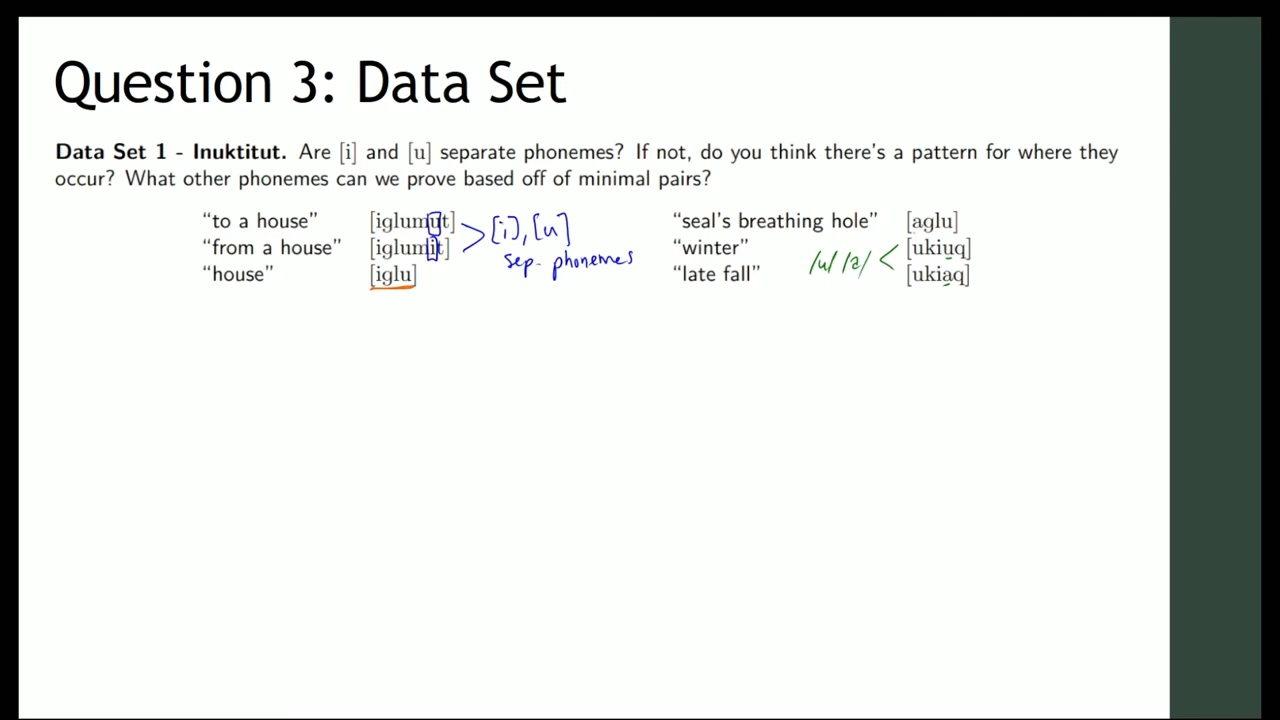 Question 3: Data Set
Data Set 1 - Inuktitut. Are [i] and [u] separate phonemes? If not, do you think there's a pattern for where they
occur? What other phonemes can we prove based off of minimal pairs?
“to a house” [iglumut]
“from a house” [iglumit]
“house” [iglu]
[i], [u]
sep. phonemes
“seal's breathing hole” [aglu]
“winter” [ukiuq]
“late fall” [ukiaq]
/u/ /a/ <